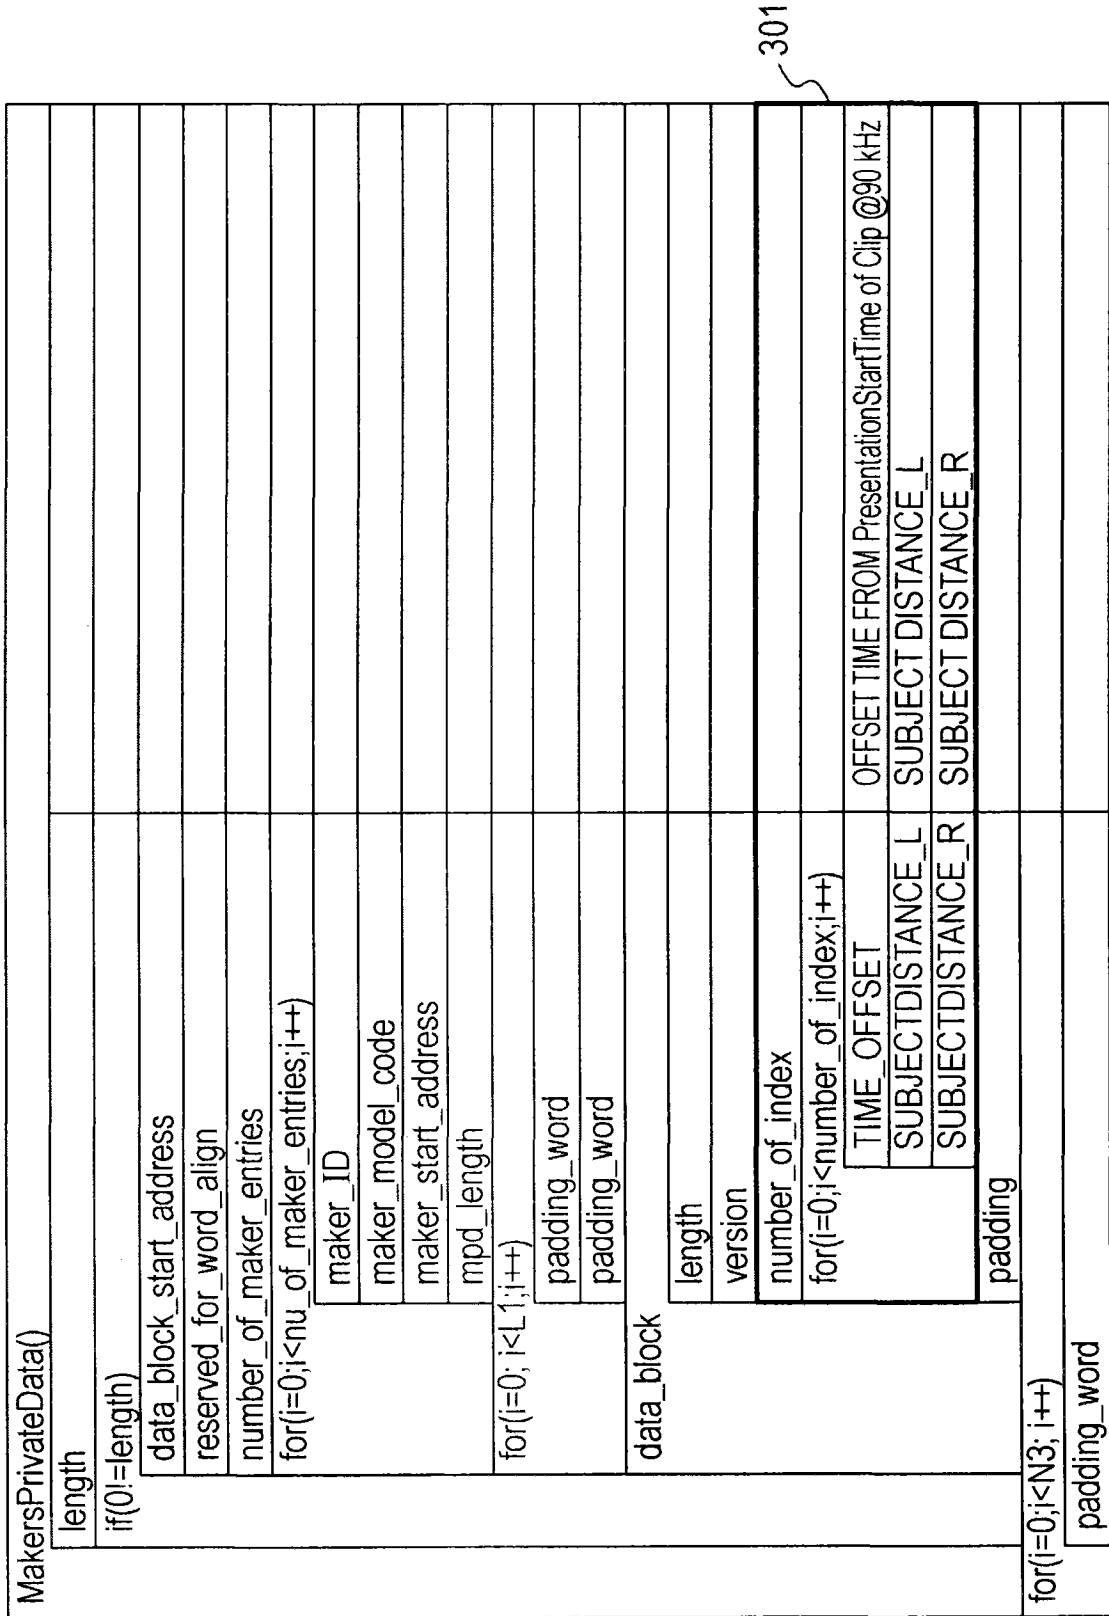 MakersPrivateData()
length
if(0!=length)
data_block_start_address
reserved_for_word_align
number_of_maker_entries
for(i=0;i<nu_of_maker_entries;i++)
maker_ID
maker_model_code
maker_start_address
mpd_length
for(i=0; i<L1;i++)
padding_word
padding_word
data_block
length
version
number_of_index
301
for(i=0;i<number_of_index;i++)
TIME_OFFSET OFFSET TIME FROM PresentationStartTime of Clip @90 kHz
SUBJECTDISTANCE_L SUBJECT DISTANCE_L
SUBJECTDISTANCE_R SUBJECT DISTANCE_R
padding
for(i=0;i<N3; i++)
padding_word